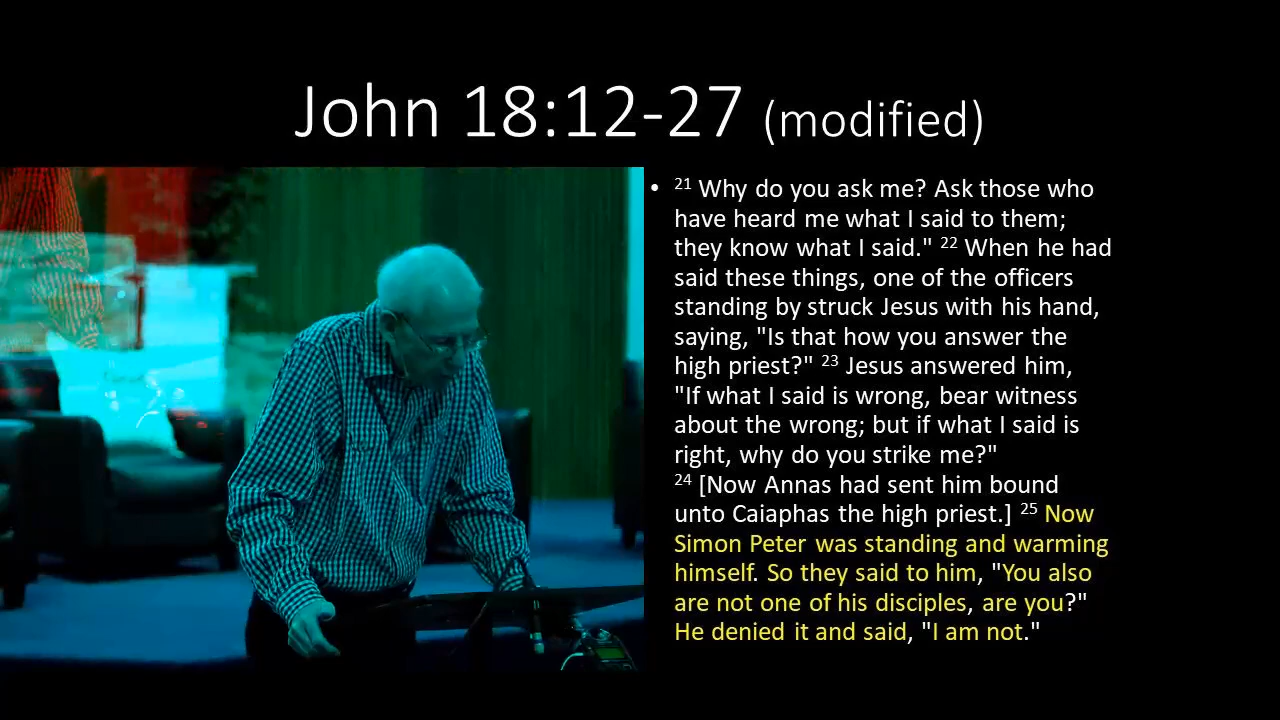 John 18:12-27 (modified)
• 21 Why do you ask me? Ask those who
have heard me what I said to them;
they know what I said." 22 When he had
said these things, one of the officers
standing by struck Jesus with his hand,
saying, "Is that how you answer the
high priest?" 23 Jesus answered him,
"If what I said is wrong, bear witness
about the wrong; but if what I said is
right, why do you strike me?"
24 [Now Annas had sent him bound
unto Caiaphas the high priest.] 25 Now
Simon Peter was standing and warming
himself. So they said to him, "You also
are not one of his disciples, are you?"
He denied it and said, "I am not."